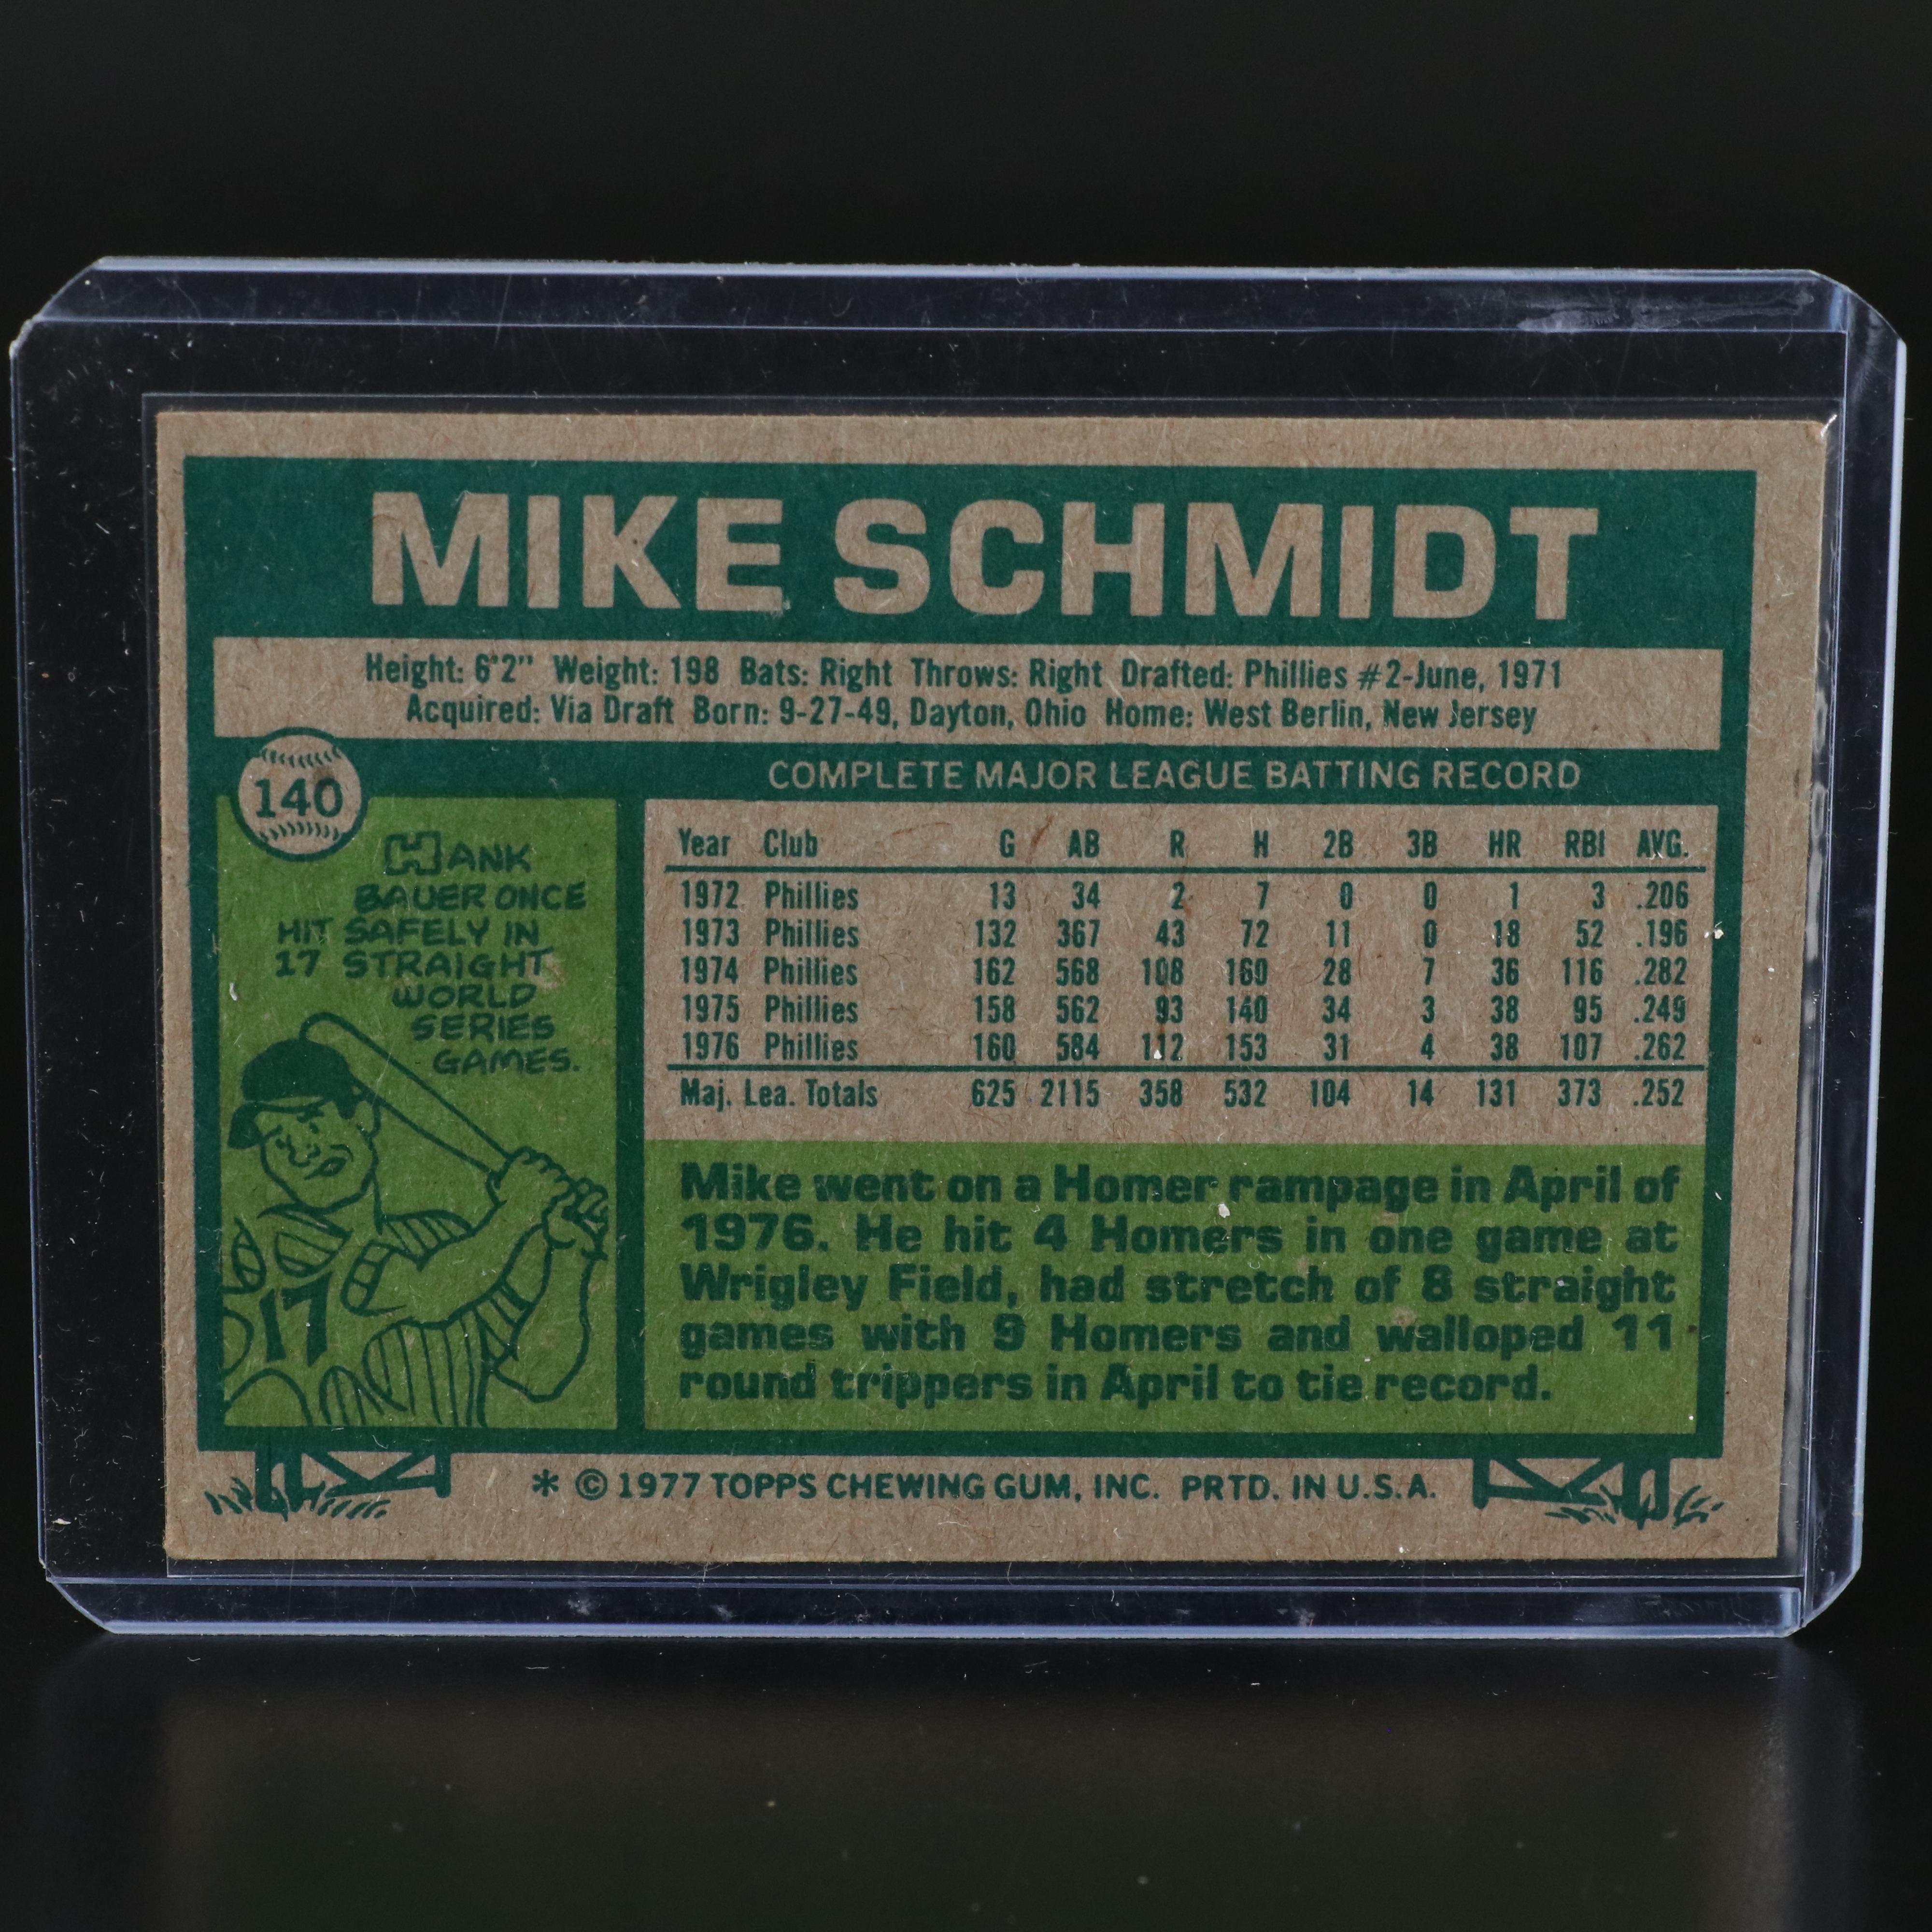 MIKE SCHMIDT
Height: 6'2" Weight: 198 Bats: Right Throws: Right Drafted: Phillies #2-June, 1971
Acquired: Via Draft Born: 9-27-49, Dayton, Ohio Home: West Berlin, New Jersey
140
HANK
BAUER ONCE
HIT SAFELY IN
17 STRAIGHT
WORLD
SERIES
GAMES.
17
COMPLETE MAJOR LEAGUE BATTING RECORD
Year Club G AB R H 2B 3B HR RBI AVG.
1972 Phillies 13 34 2 7 0 0 1 3 .206
1973 Phillies 132 367 43 72 11 0 18 52 .196
1974 Phillies 162 568 108 160 28 7 36 116 .282
1975 Phillies 158 562 93 140 34 3 38 95 .249
1976 Phillies 160 584 112 153 31 4 38 107 .262
Maj. Lea. Totals 625 2115 358 532 104 14 131 373 .252
Mike went on a Homer rampage in April of
1976. He hit 4 Homers in one game at
Wrigley Field, had stretch of 8 straight
games with 9 Homers and walloped 11
round trippers in April to tie record.
* © 1977 TOPPS CHEWING GUM, INC. PRTD. IN U.S.A.